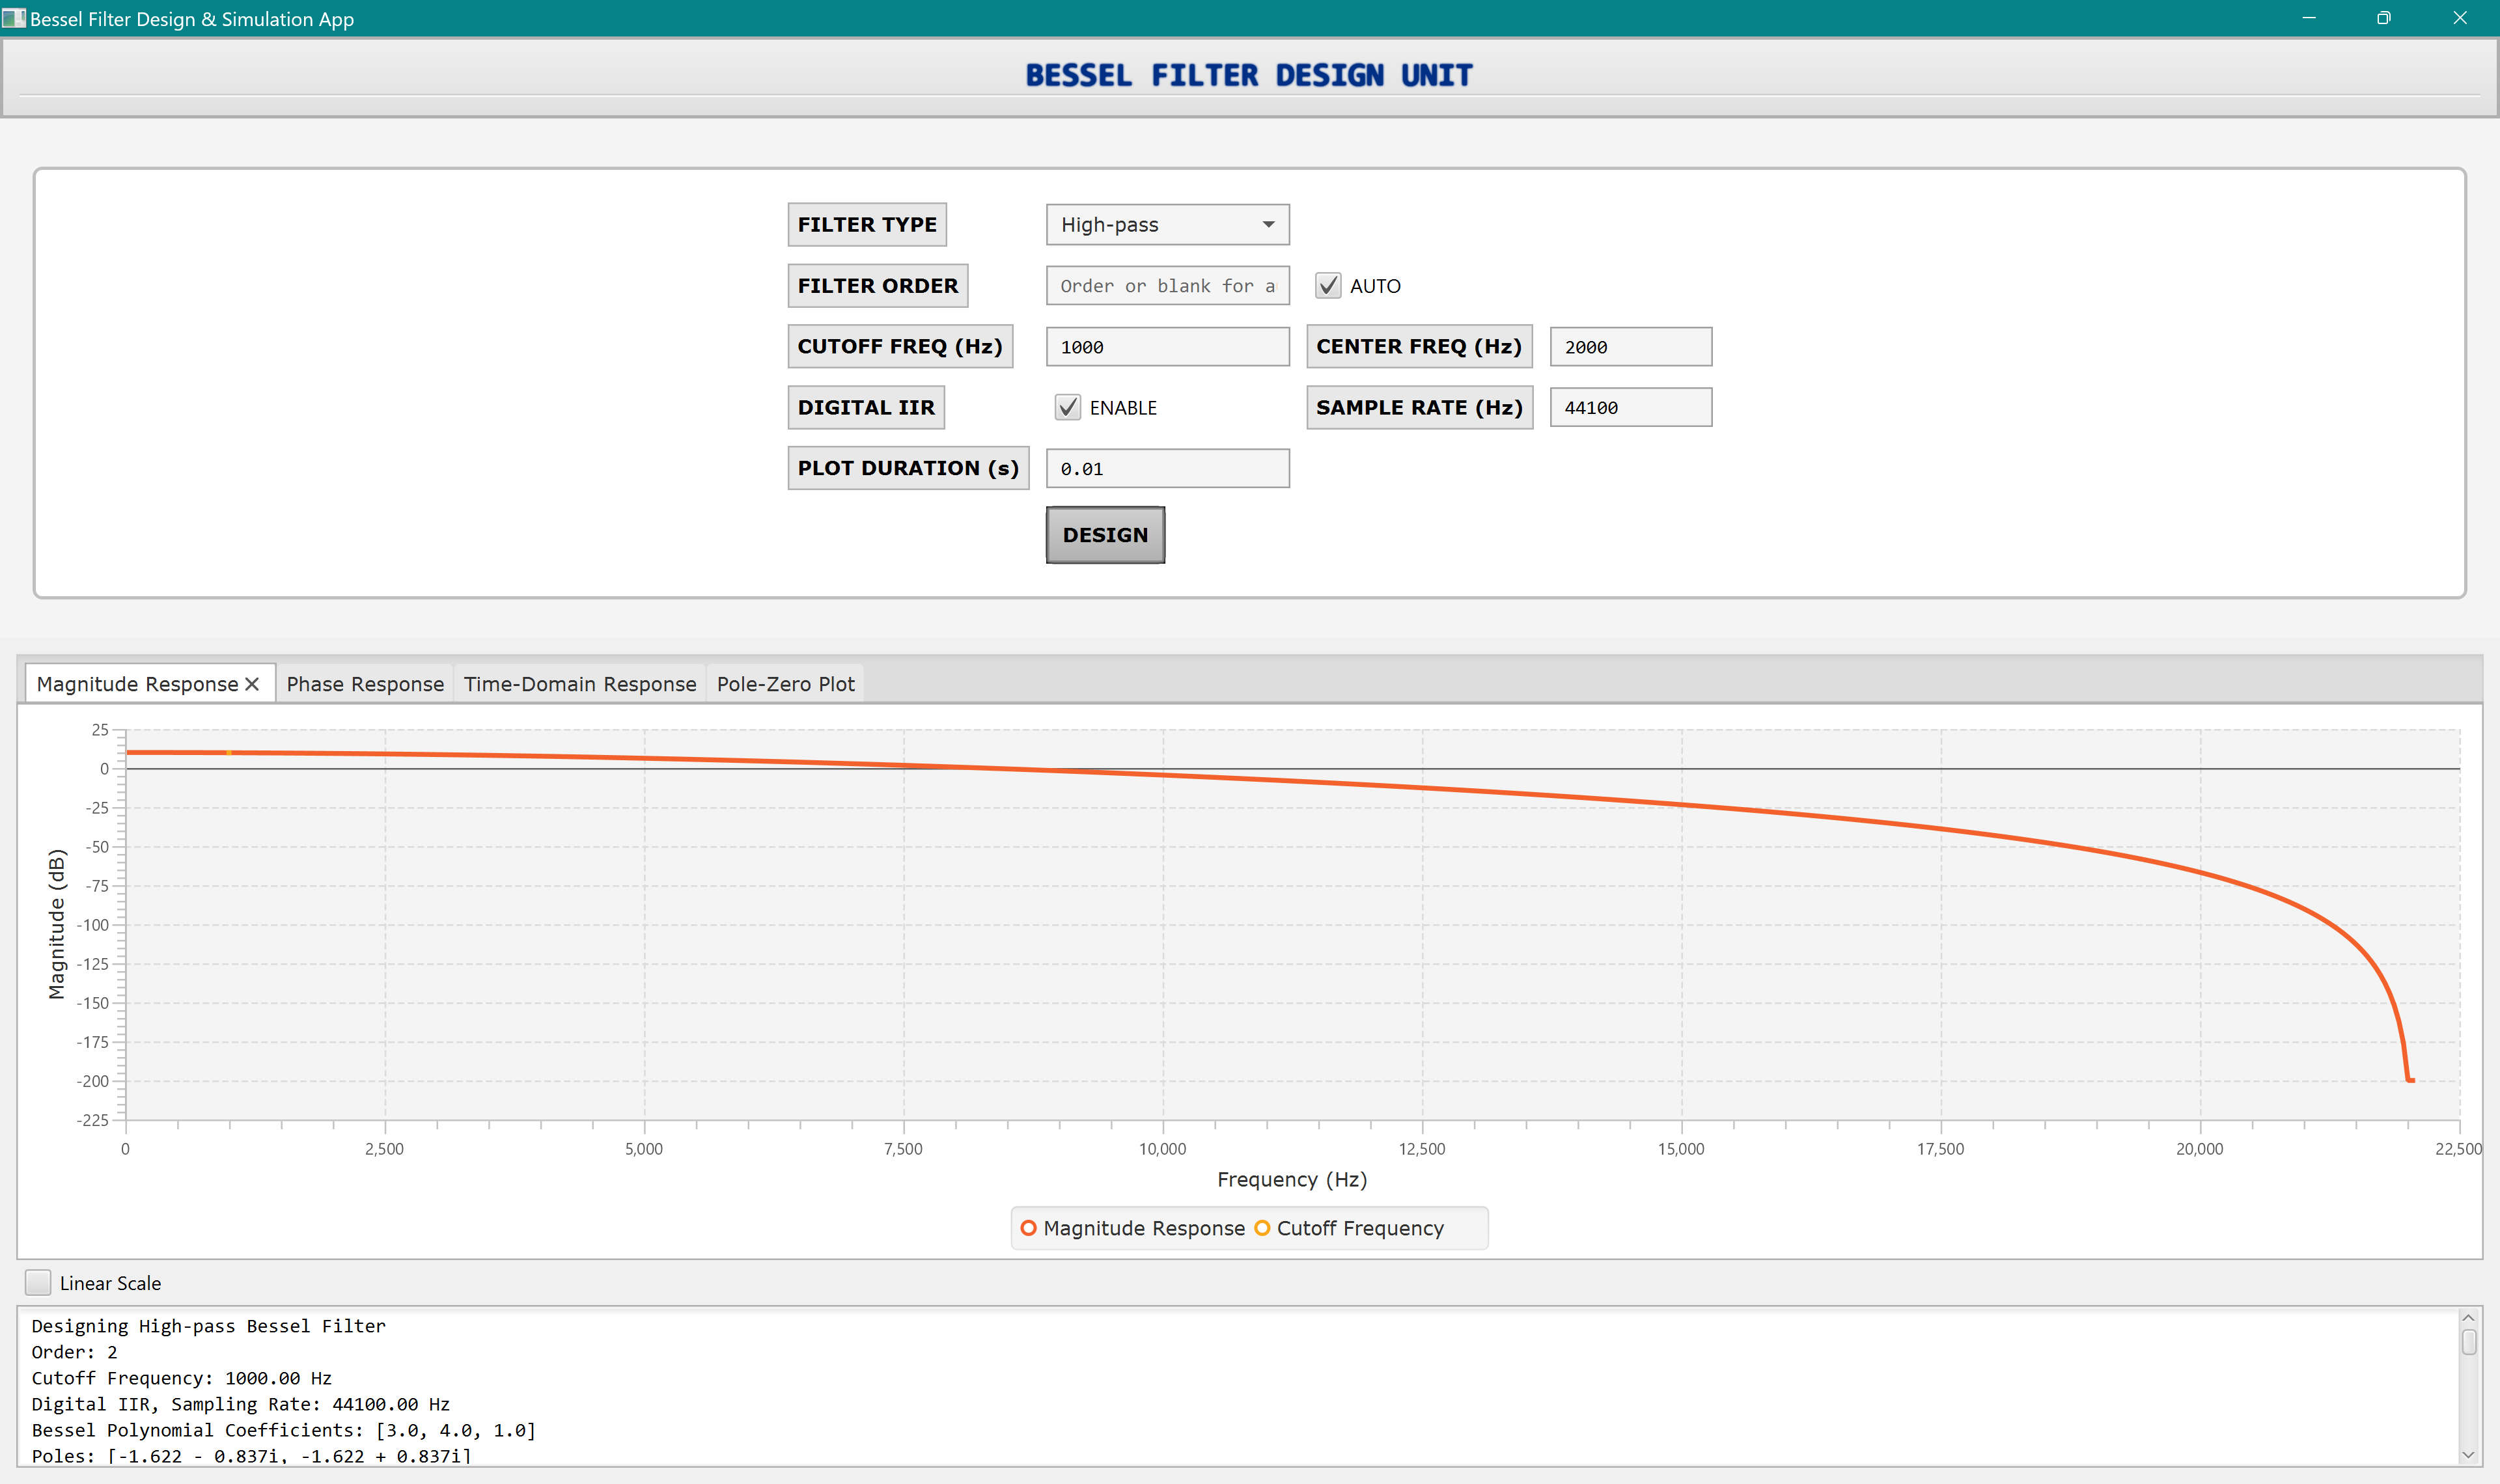 Bessel Filter Design & Simulation App
BESSEL FILTER DESIGN UNIT
FILTER TYPE High-pass
FILTER ORDER Order or blank for a AUTO
CUTOFF FREQ (Hz) 1000 CENTER FREQ (Hz) 2000
DIGITAL IIR ENABLE SAMPLE RATE (Hz) 44100
PLOT DURATION (s) 0.01
DESIGN
Magnitude Response Phase Response Time-Domain Response Pole-Zero Plot
25
0
-25
-50
-75
-100
-125
-150
-175
-200
-225
Magnitude (dB)
0 2,500 5,000 7,500 10,000 12,500 15,000 17,500 20,000 22,500
Frequency (Hz)
Magnitude Response Cutoff Frequency
Linear Scale
Designing High-pass Bessel Filter
Order: 2
Cutoff Frequency: 1000.00 Hz
Digital IIR, Sampling Rate: 44100.00 Hz
Bessel Polynomial Coefficients: [3.0, 4.0, 1.0]
Poles: [-1.622 - 0.837i, -1.622 + 0.837i]